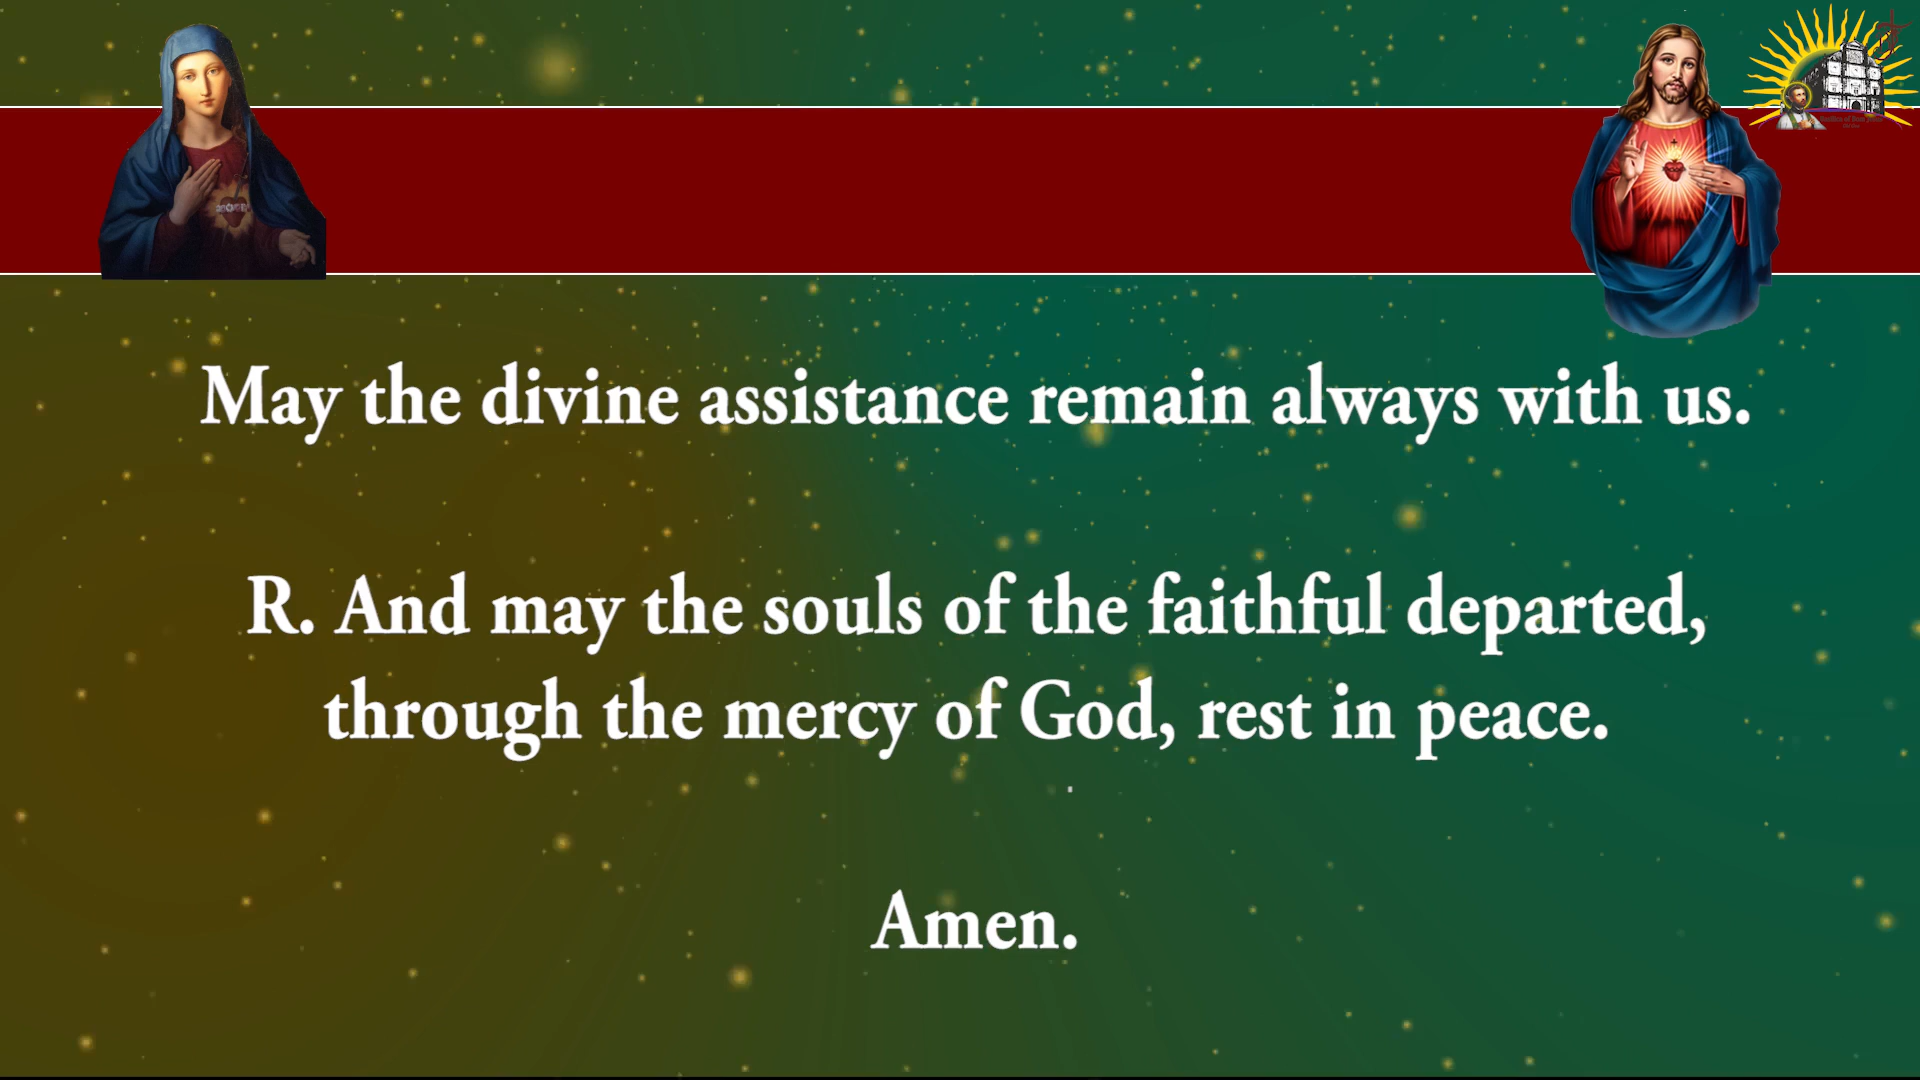 May the divine assistance remain always with us.
R. And may the souls of the faithful departed,
through the mercy of God, rest in peace.
Amen.